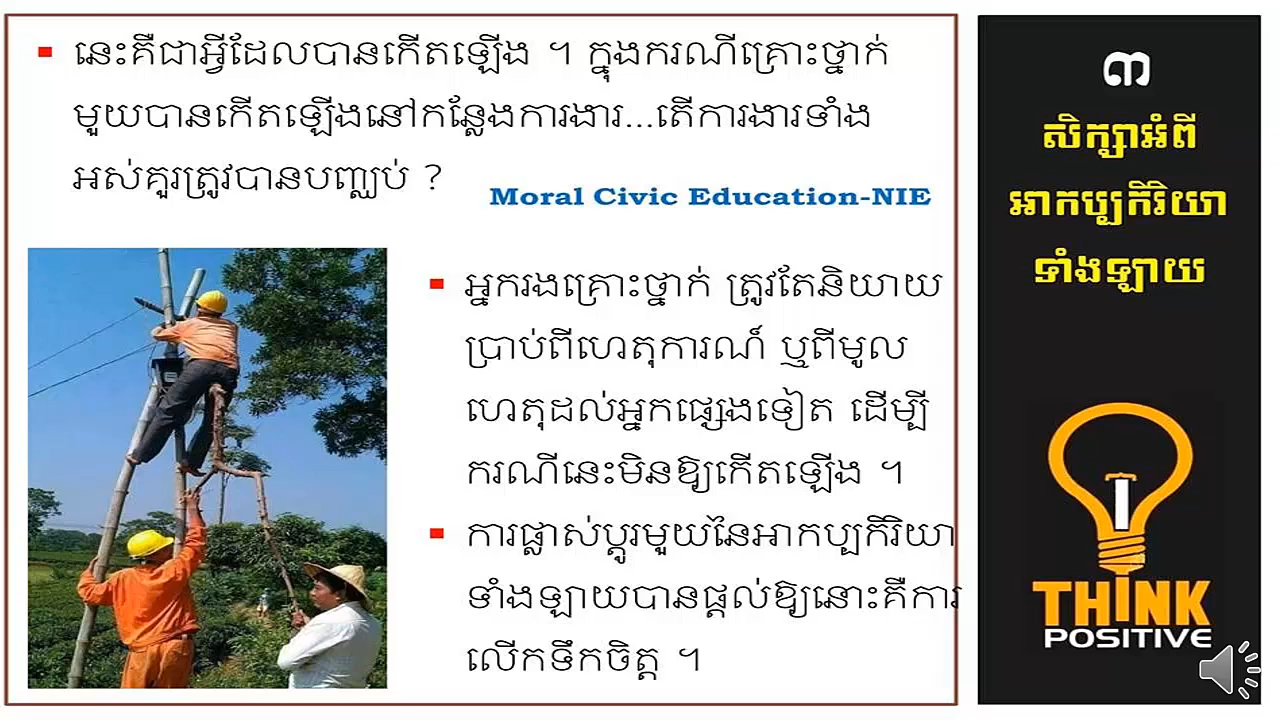 ▪ នេះគឺជាអ្វីដែលបានកើតឡើង ។ ក្នុងករណីគ្រោះថ្នាក់
មួយបានកើតឡើងនៅកន្លែងការងារ...តើការងារទាំង
អស់គួរត្រូវបានបញ្ឈប់ ?
Moral Civic Education-NIE
▪ អ្នករងគ្រោះថ្នាក់ ត្រូវតែនិយាយ
ប្រាប់ពីហេតុការណ៍ ឬពីមូល
ហេតុដល់អ្នកផ្សេងទៀត ដើម្បី
ករណីនេះមិនឱ្យកើតឡើង ។
▪ ការផ្លាស់ប្តូរមួយនៃអាកប្បកិរិយា
ទាំងឡាយបានផ្តល់ឱ្យនោះគឺការ
លើកទឹកចិត្ត ។
៣
សិក្សាអំពី
អាកប្បកិរិយា
ទាំងឡាយ
THINK
POSITIVE